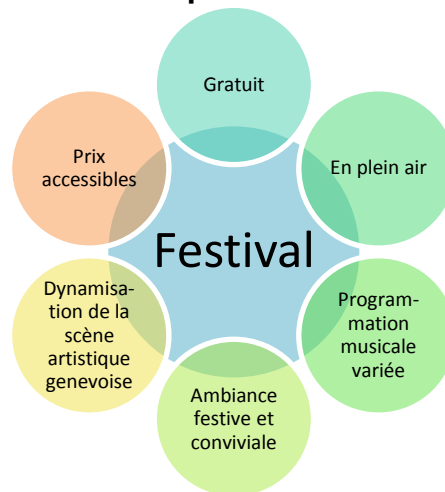 Gratuit
En plein air
Program-
mation
musicale
variée
Ambiance
festive et
conviviale
Dynamisa-
tion de la
scène
artistique
genevoise
Prix
accessibles
Festival